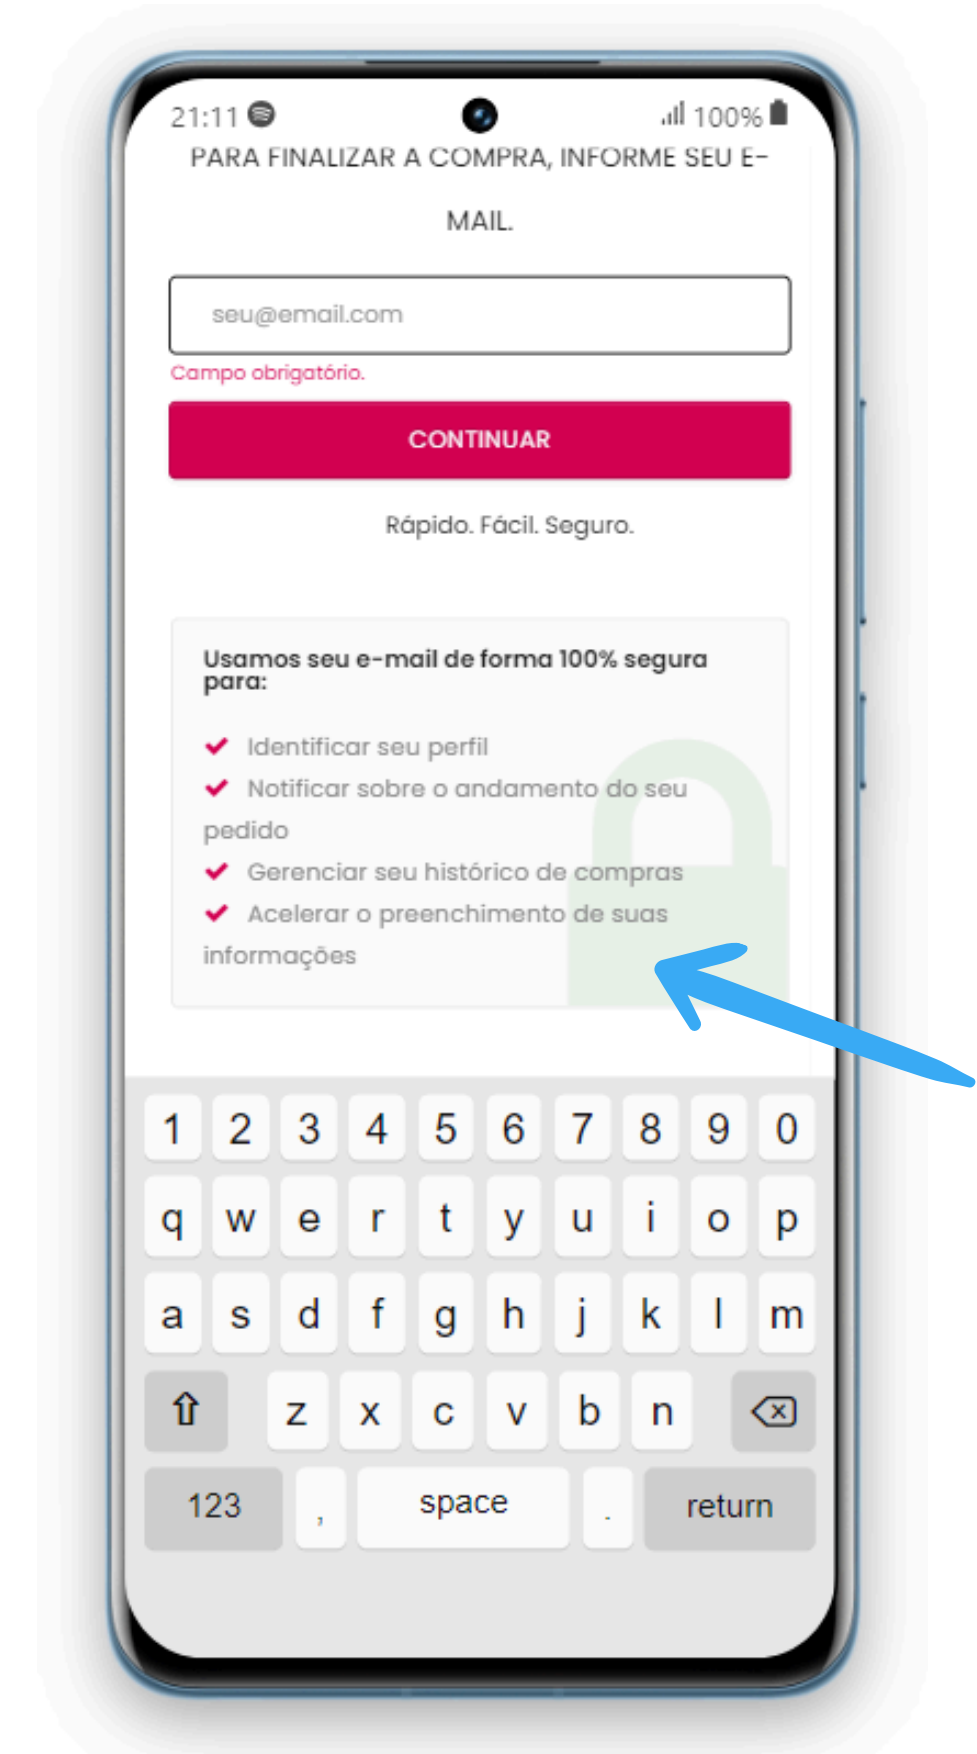 21:11 100%
PARA FINALIZAR A COMPRA, INFORME SEU E-
MAIL.
seu@email.com
Campo obrigatório.
CONTINUAR
Rápido. Fácil. Seguro.
Usamos seu e-mail de forma 100% segura
para:
Identificar seu perfil
Notificar sobre o andamento do seu
pedido
Gerenciar seu histórico de compras
Acelerar o preenchimento de suas
informações
1 2 3 4 5 6 7 8 9 0
q w e r t y u i o p
a s d f g h j k l m
z x c v b n
123 , space . return